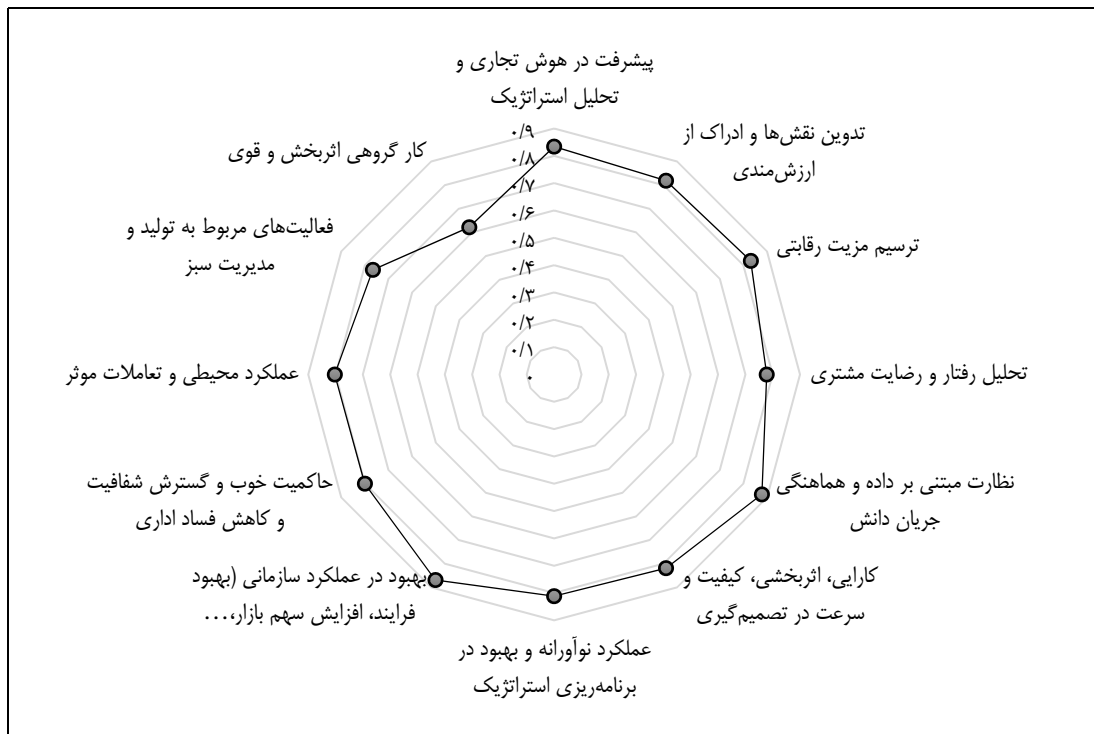 پیشرفت در هوش تجاری و
تحلیل استراتژیک
تدوین نقش‌ها و ادراک از
ارزش‌مندی
ترسیم مزیت رقابتی
تحلیل رفتار و رضایت مشتری
نظارت مبتنی بر داده و هماهنگی
جریان دانش
کارایی، اثربخشی، کیفیت و
سرعت در تصمیم‌گیری
عملکرد نوآورانه و بهبود در
برنامه‌ریزی استراتژیک
بهبود در عملکرد سازمانی (بهبود
فرایند، افزایش سهم بازار،...
حاکمیت خوب و گسترش شفافیت
و کاهش فساد اداری
عملکرد محیطی و تعاملات موثر
فعالیت‌های مربوط به تولید و
مدیریت سبز
کار گروهی اثربخش و قوی
۰/۹
۰/۸
۰/۷
۰/۶
۰/۵
۰/۴
۰/۳
۰/۲
۰/۱
۰